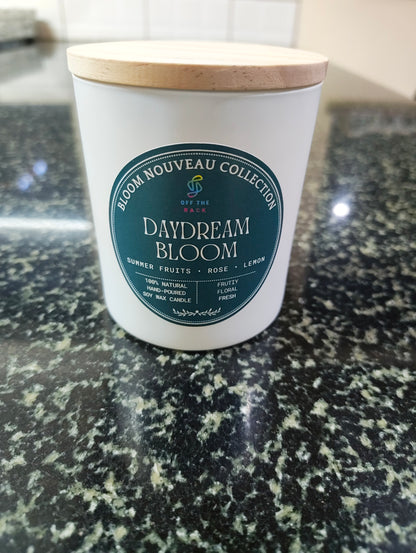 BLOOM NOUVEAU COLLECTION
OFF THE
RACK
DAYDREAM
BLOOM
SUMMER FRUITS · ROSE · LEMON
100% NATURAL
HAND-POURED
SOY WAX CANDLE
FRUITY
FLORAL
FRESH